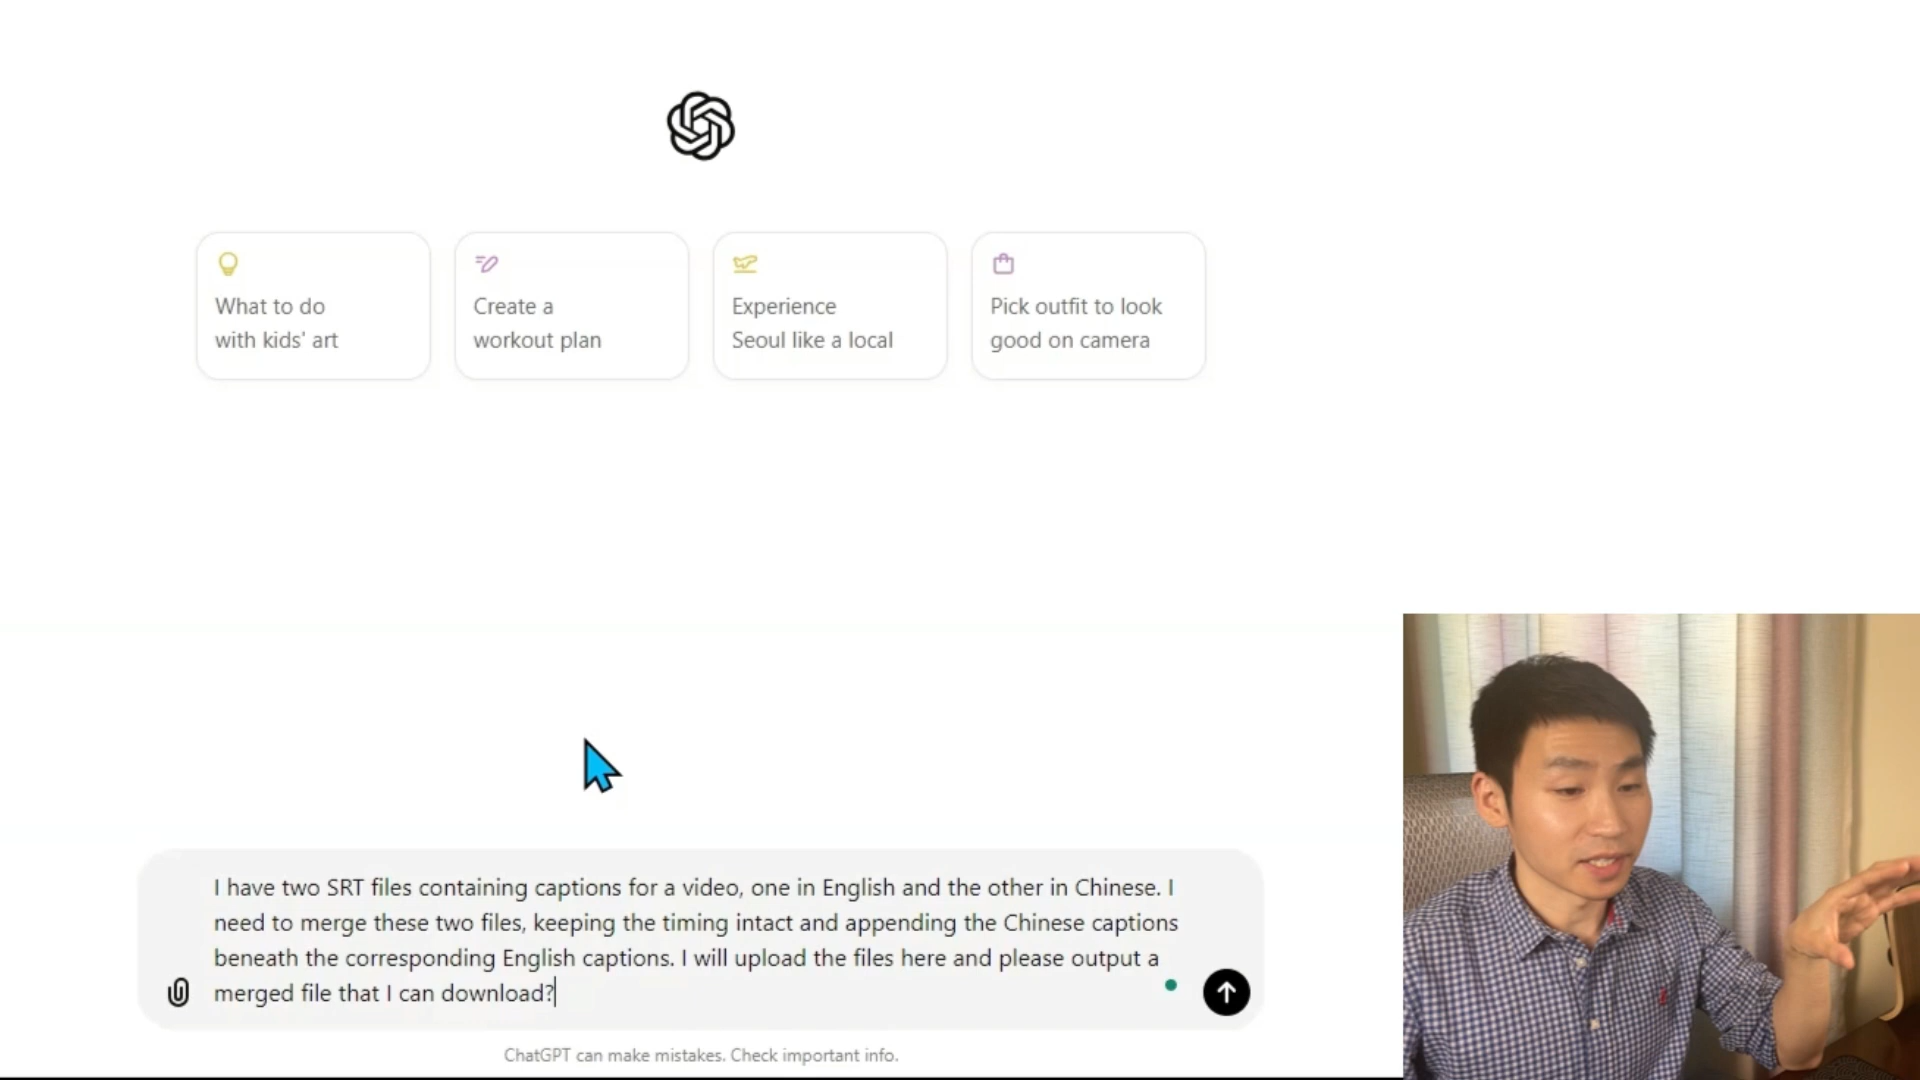 What to do
with kids' art
Create a
workout plan
Experience
Seoul like a local
Pick outfit to look
good on camera
I have two SRT files containing captions for a video, one in English and the other in Chinese. I
need to merge these two files, keeping the timing intact and appending the Chinese captions
beneath the corresponding English captions. I will upload the files here and please output a
merged file that I can download?
ChatGPT can make mistakes. Check important info.